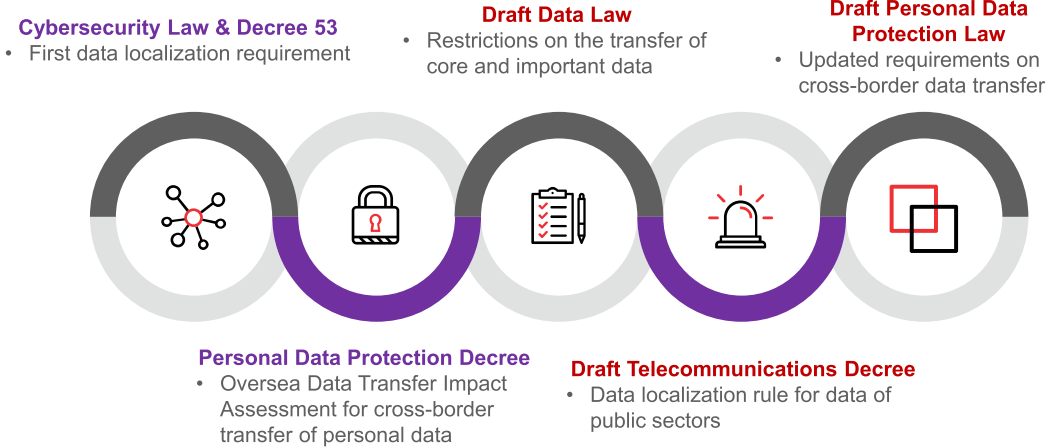 Cybersecurity Law & Decree 53
• First data localization requirement
Draft Data Law
• Restrictions on the transfer of
core and important data
Draft Personal Data
Protection Law
• Updated requirements on
cross-border data transfer
Personal Data Protection Decree
• Oversea Data Transfer Impact
Assessment for cross-border
transfer of personal data
Draft Telecommunications Decree
• Data localization rule for data of
public sectors